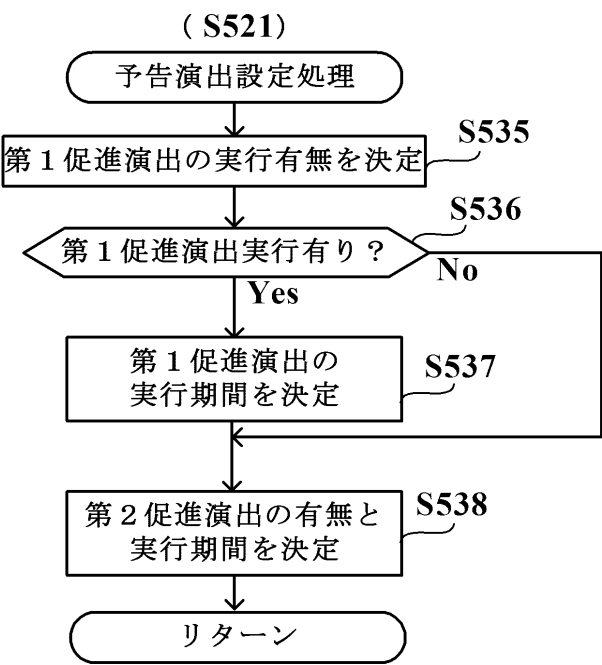 （S521）
予告演出設定処理
S535
第１促進演出の実行有無を決定
S536
第１促進演出実行有り？
No
Yes
第１促進演出の
実行期間を決定
S537
第２促進演出の有無と
実行期間を決定
S538
リターン